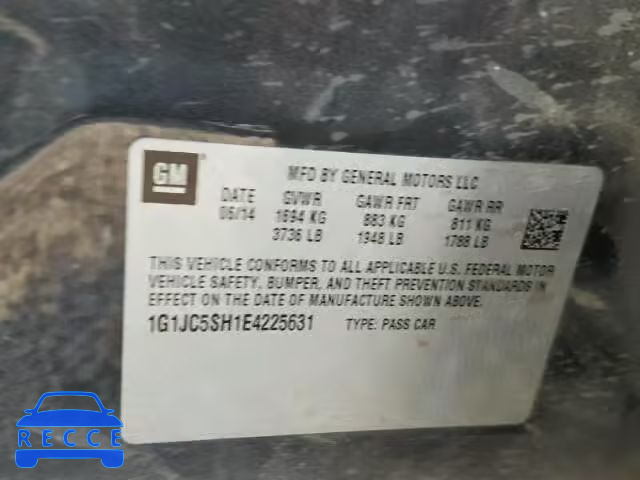 GM
MFD BY GENERAL MOTORS LLC
DATE GVWR GAWR FRT GAWR RR
06/14 1694 KG 883 KG 811 KG
3736 LB 1948 LB 1788 LB
THIS VEHICLE CONFORMS TO ALL APPLICABLE U.S. FEDERAL MOTOR
VEHICLE SAFETY, BUMPER, AND THEFT PREVENTION STANDARDS IN
EFFECT ON THE DATE OF MANUFACTURE SHOWN ABOVE.
1G1JC5SH1E4225631 TYPE: PASS CAR
RECCE